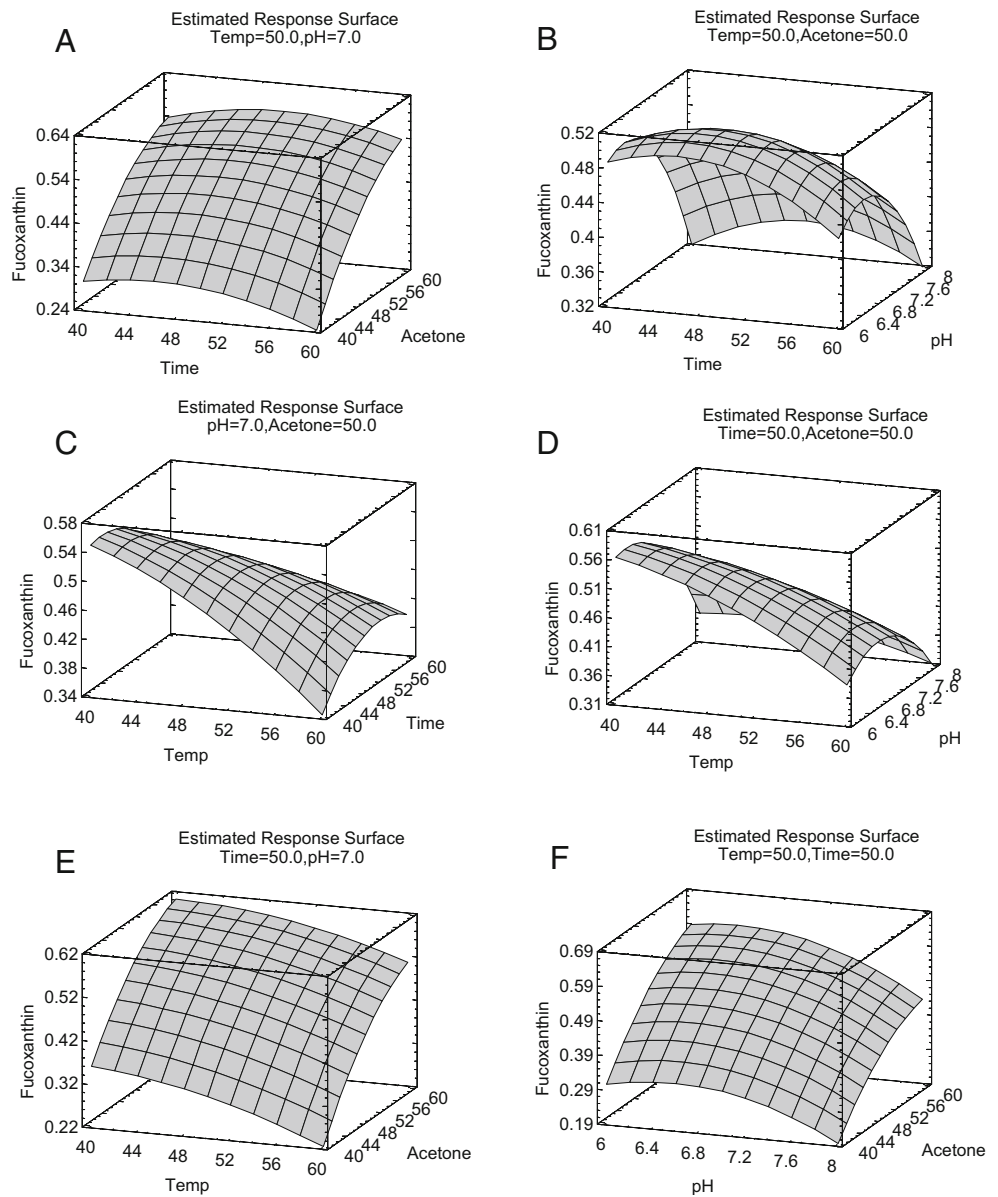 A
Estimated Response Surface
Temp=50.0,pH=7.0
0.64
0.54
0.44
0.34
0.24
Fucoxanthin
40 44 48 52 56 60
Time
40 44 48 52 56 60
Acetone
B
Estimated Response Surface
Temp=50.0,Acetone=50.0
0.52
0.48
0.44
0.4
0.36
0.32
Fucoxanthin
40 44 48 52 56 60
Time
6 6.4 6.8 7.2 7.6 8
pH
C
Estimated Response Surface
pH=7.0,Acetone=50.0
0.58
0.54
0.5
0.46
0.42
0.38
0.34
Fucoxanthin
40 44 48 52 56 60
Temp
40 44 48 52 56 60
Time
D
Estimated Response Surface
Time=50.0,Acetone=50.0
0.61
0.56
0.51
0.46
0.41
0.36
0.31
Fucoxanthin
40 44 48 52 56 60
Temp
6 6.4 6.8 7.2 7.6 8
pH
E
Estimated Response Surface
Time=50.0,pH=7.0
0.62
0.52
0.42
0.32
0.22
Fucoxanthin
40 44 48 52 56 60
Temp
40 44 48 52 56 60
Acetone
F
Estimated Response Surface
Temp=50.0,Time=50.0
0.69
0.59
0.49
0.39
0.29
0.19
Fucoxanthin
6 6.4 6.8 7.2 7.6 8
pH
40 44 48 52 56 60
Acetone